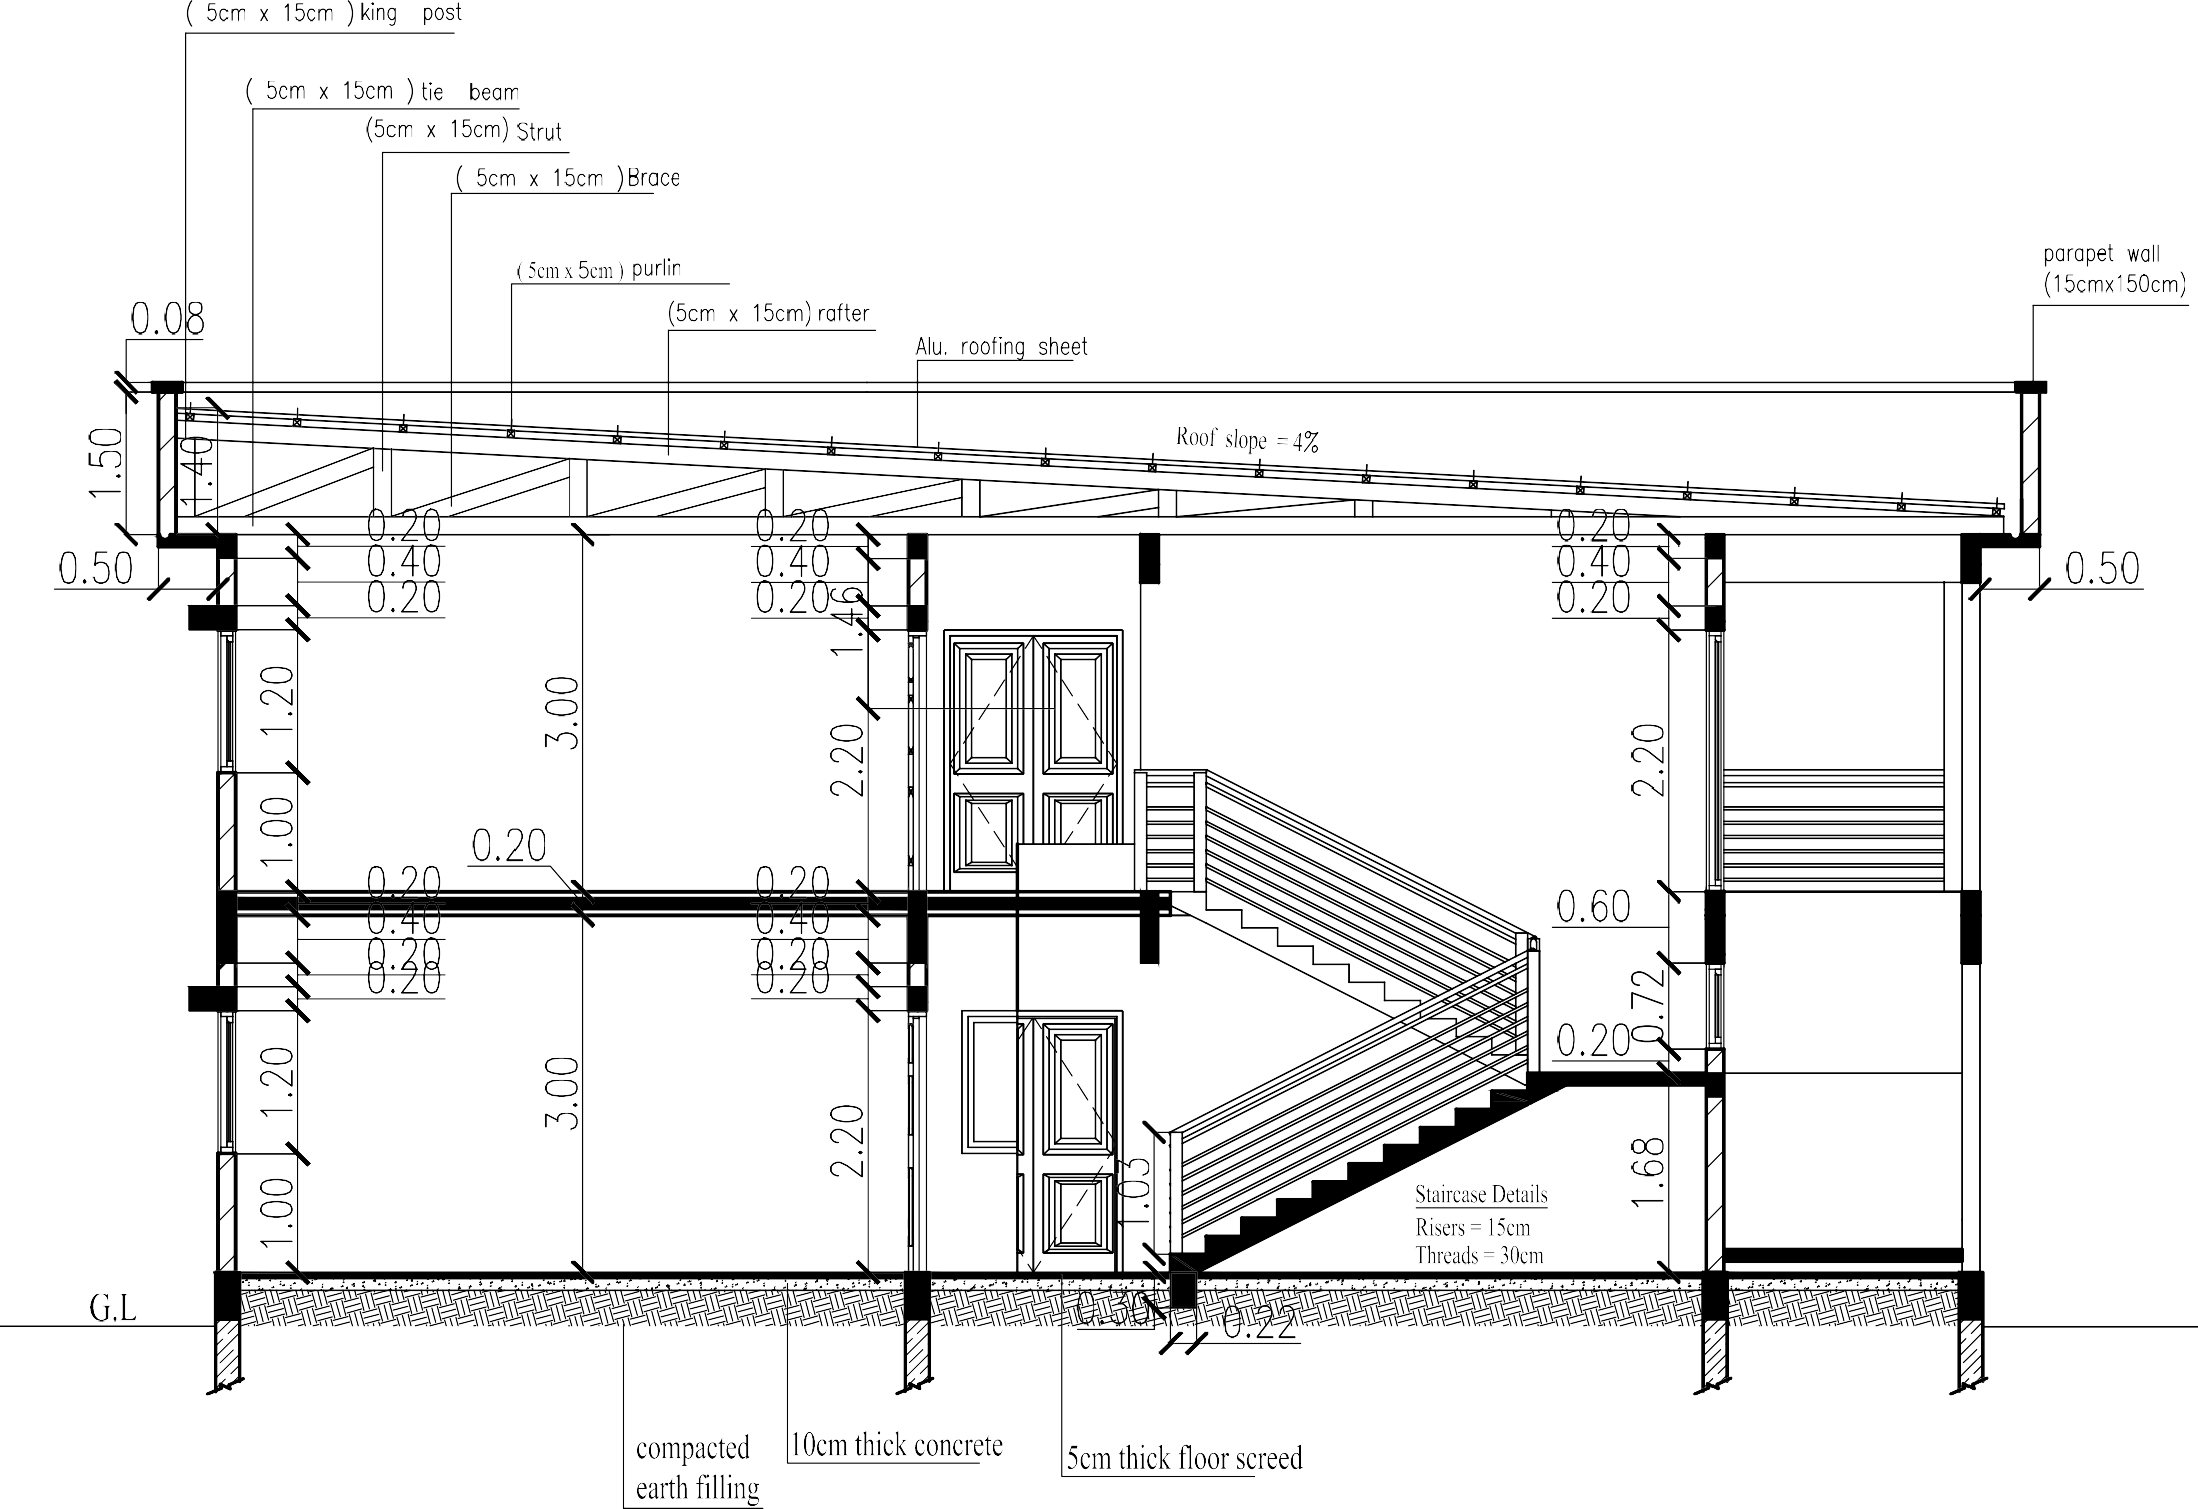 ( 5cm x 15cm ) king post
( 5cm x 15cm ) tie beam
(5cm x 15cm) Strut
( 5cm x 15cm ) Brace
( 5cm x 5cm ) purlin
(5cm x 15cm) rafter
Alu. roofing sheet
parapet wall
(15cmx150cm)
0.08
1.50
1.40
Roof slope = 4%
0.50
0.20
0.40
0.20
0.20
0.40
0.20
1.46
0.20
0.40
0.20
0.50
1.20
3.00
2.20
2.20
1.00
0.20
0.20
0.40
0.20
0.20
0.20
0.40
0.20
0.20
0.60
0.72
0.20
1.20
3.00
2.20
1.03
1.68
1.00
Staircase Details
Risers = 15cm
Threads = 30cm
G.L
0.30
0.22
compacted
earth filling
10cm thick concrete
5cm thick floor screed